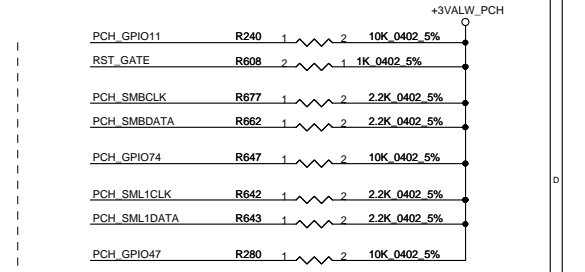 +3VALW_PCH
PCH_GPIO11 R240 1 2 10K_0402_5%
RST_GATE R608 2 1 1K_0402_5%
PCH_SMBCLK R677 1 2 2.2K_0402_5%
PCH_SMBDATA R662 1 2 2.2K_0402_5%
PCH_GPIO74 R647 1 2 10K_0402_5%
D
PCH_SML1CLK R642 1 2 2.2K_0402_5%
PCH_SML1DATA R643 1 2 2.2K_0402_5%
PCH_GPIO47 R280 1 2 10K_0402_5%